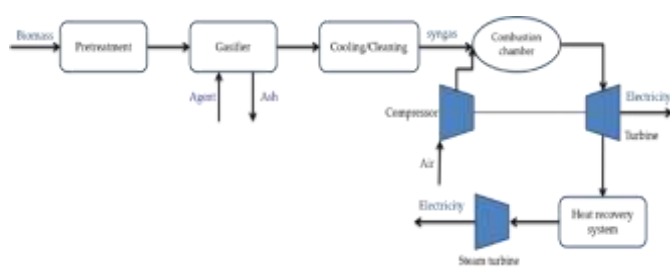 Biomass
Pretreatment
Gasifier
Cooling/Cleaning
syngas
Combustion
chamber
Agent
Ash
Compressor
Air
Electricity
Turbine
Heat recovery
system
Electricity
Steam turbine